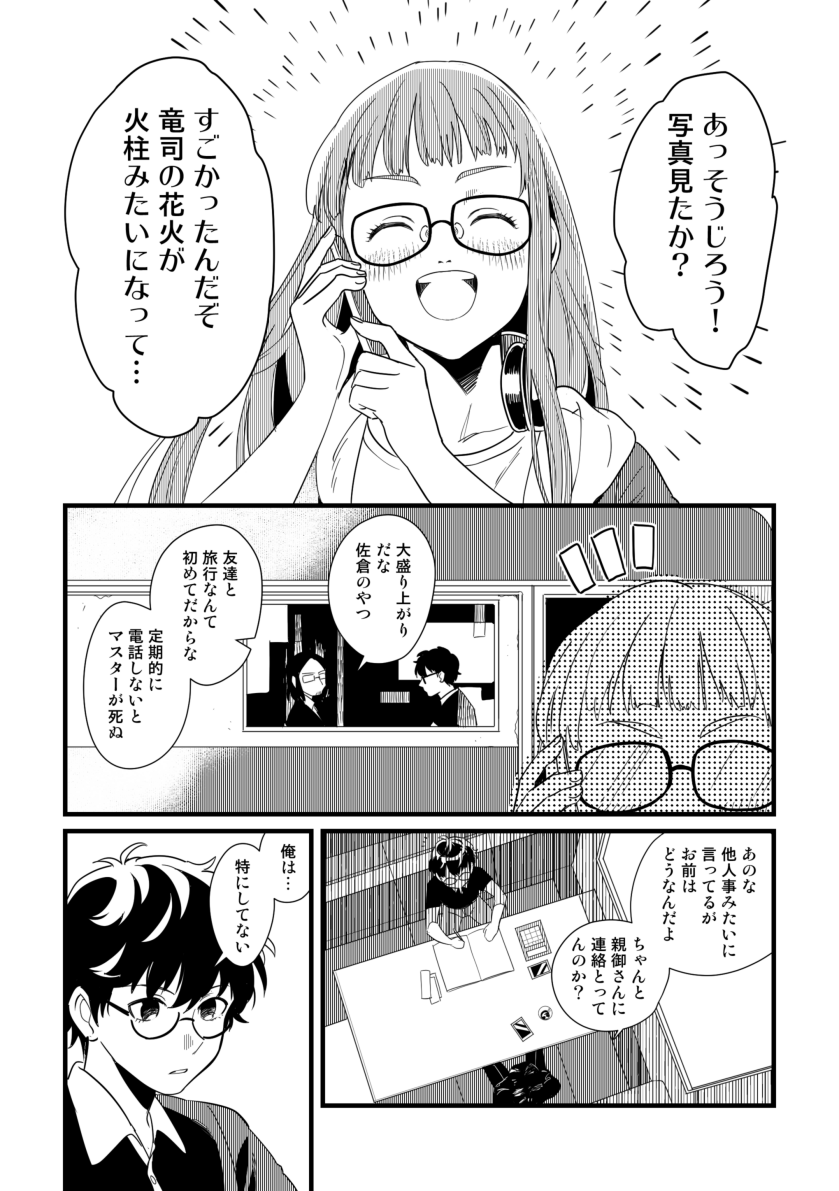 あっそうじろう！
写真見たか？
すごかったんだぞ
竜司の花火が
火柱みたいになって…
大盛り上がり
だな
佐倉のやつ
友達と
旅行なんて
初めてだからな
定期的に
電話しないと
マスターが死ぬ
あのな
他人事みたいに
言ってるが
お前は
どうなんだよ
ちゃんと
親御さんに
連絡とって
んのか？
俺は…
特にしてない